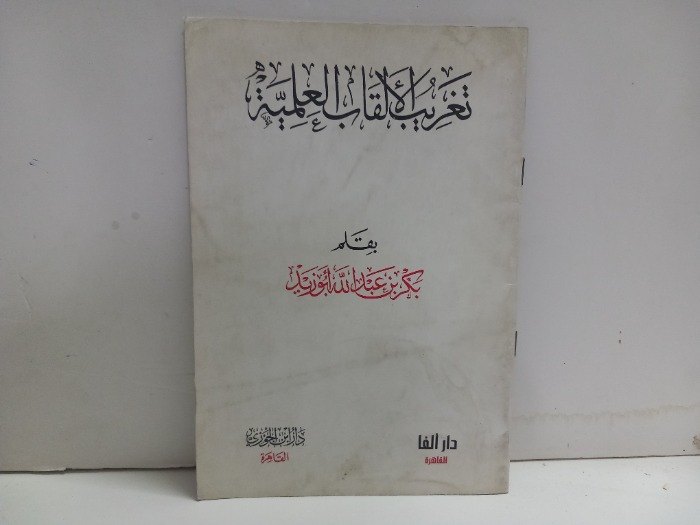 تغريب الألقاب العلمية
بقلم
بكر بن عبد الله أبو زيد
دار ألفا
القاهرة
دار ابن الجوزي
القاهرة